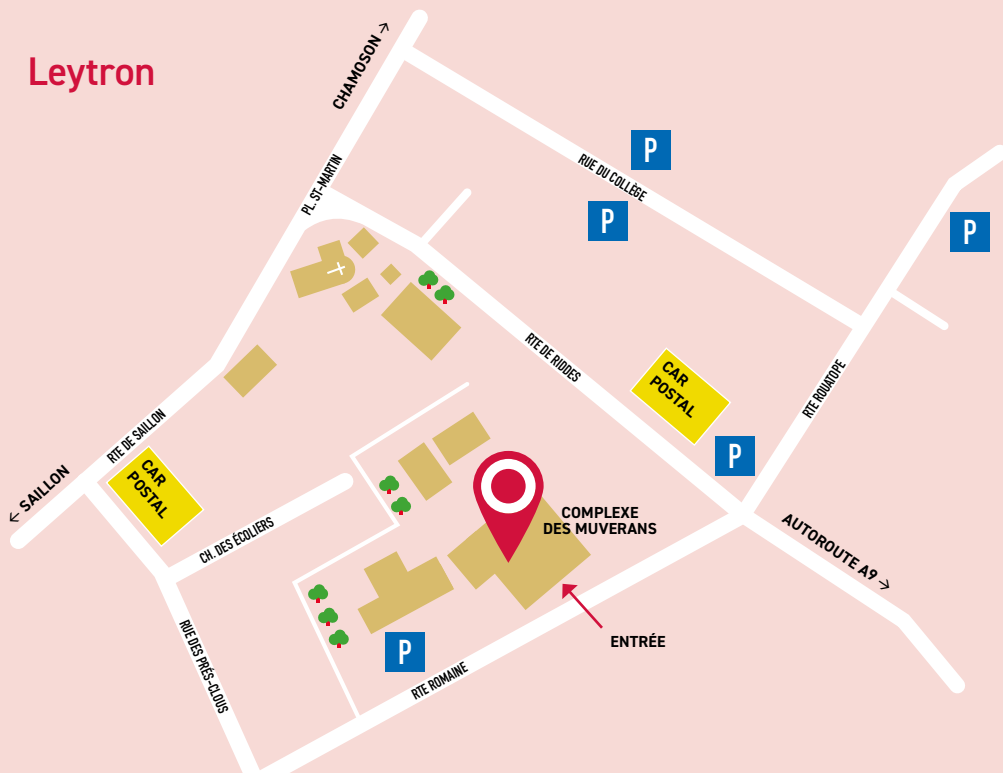 Leytron
CHAMOSON →
PL. ST-MARTIN
RUE DU COLLÈGE
P
P
P
RTE DE RIDDES
CAR
POSTAL
P
RTE ROUATOPE
RTE DE SAILLON
← SAILLON
CAR
POSTAL
CH. DES ÉCOLIERS
COMPLEXE
DES MUVERANS
AUTOROUTE A9 →
ENTRÉE
P
RTE ROMAINE
RUE DES PRÉS-CLOUS